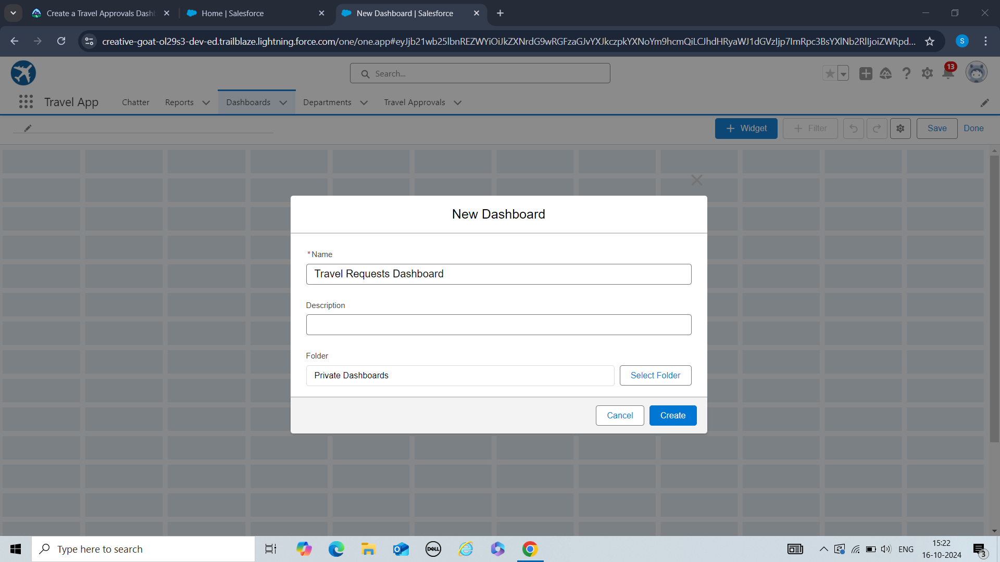 Create a Travel Approvals Dash
Home | Salesforce
New Dashboard | Salesforce
creative-goat-ol29s3-dev-ed.trailblaze.lightning.force.com/one/one.app#eyJjb21wb25lbnREZWYiOiJkZXNrdG9wRGFzaGJvYXJkczpkYXNoYm9hcmQiLCJhdHRyaWJ1dGVzIjp7ImRpc3BsYXlNb2RlIjoiZWRpd...
S
Search...
13
Travel App
Chatter
Reports
Dashboards
Departments
Travel Approvals
Widget
Filter
Save
Done
New Dashboard
*Name
Travel Requests Dashboard
Description
Folder
Private Dashboards
Select Folder
Cancel
Create
Type here to search
DELL
ENG
15:22
16-10-2024
3